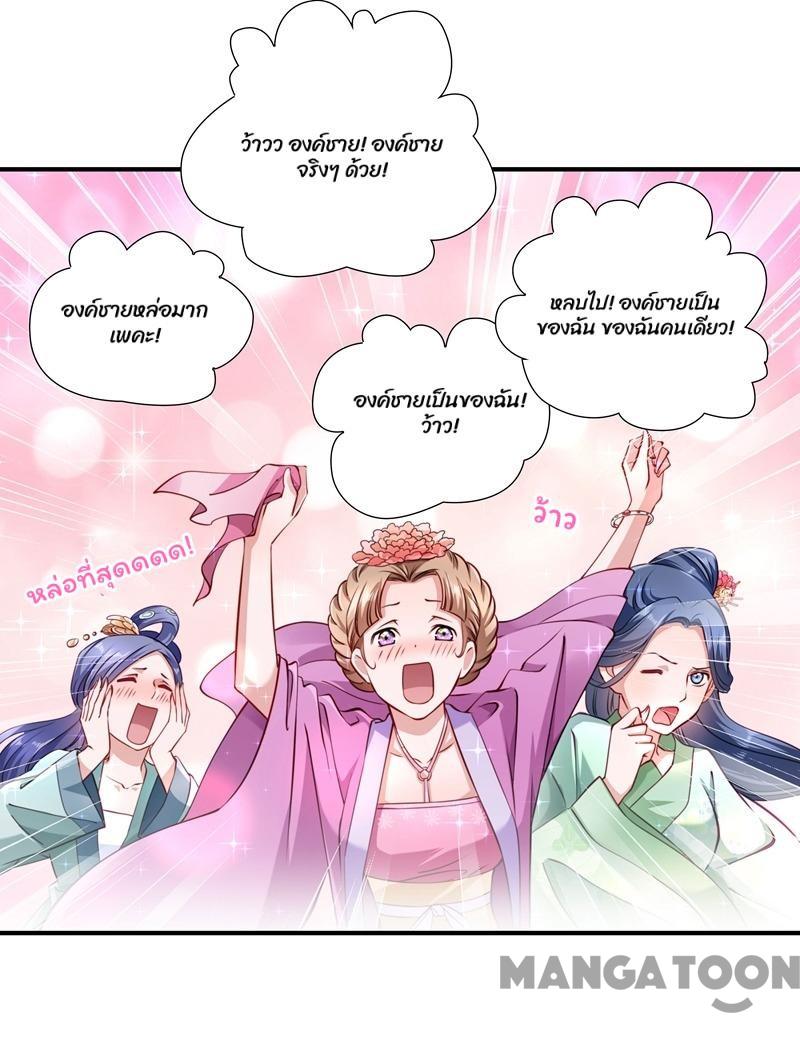 ว้าวว องค์ชาย! องค์ชาย
จริงๆ ด้วย!
องค์ชายหล่อมาก
เพคะ!
หลบไป! องค์ชายเป็น
ของฉัน ของฉันคนเดียว!
องค์ชายเป็นของฉัน!
ว้าว!
หล่อที่สุดดดด!
ว้าว
MANGATOON